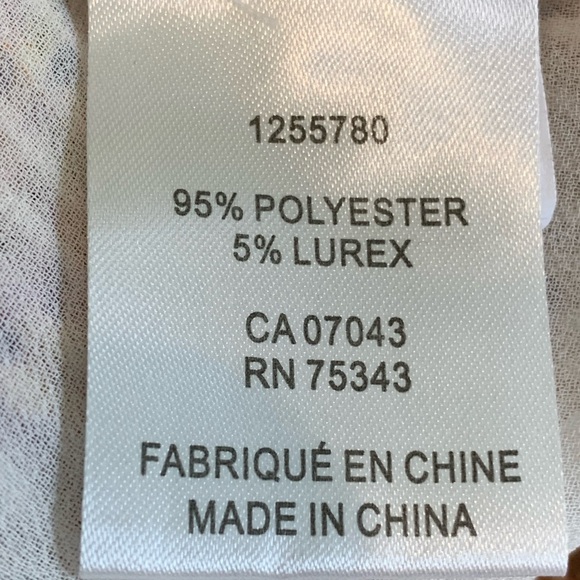 1255780
95% POLYESTER
5% LUREX
CA 07043
RN 75343
FABRIQUÉ EN CHINE
MADE IN CHINA